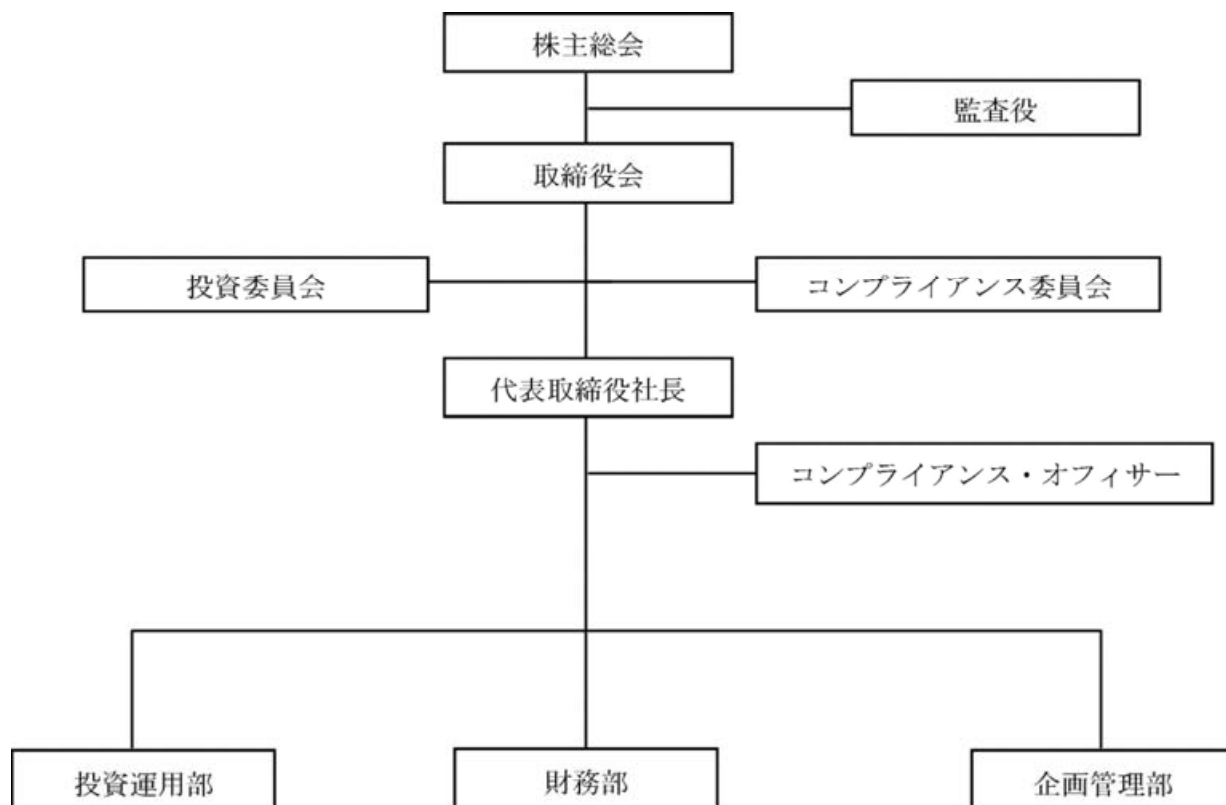 株主総会
監査役
取締役会
投資委員会
コンプライアンス委員会
代表取締役社長
コンプライアンス・オフィサー
投資運用部
財務部
企画管理部